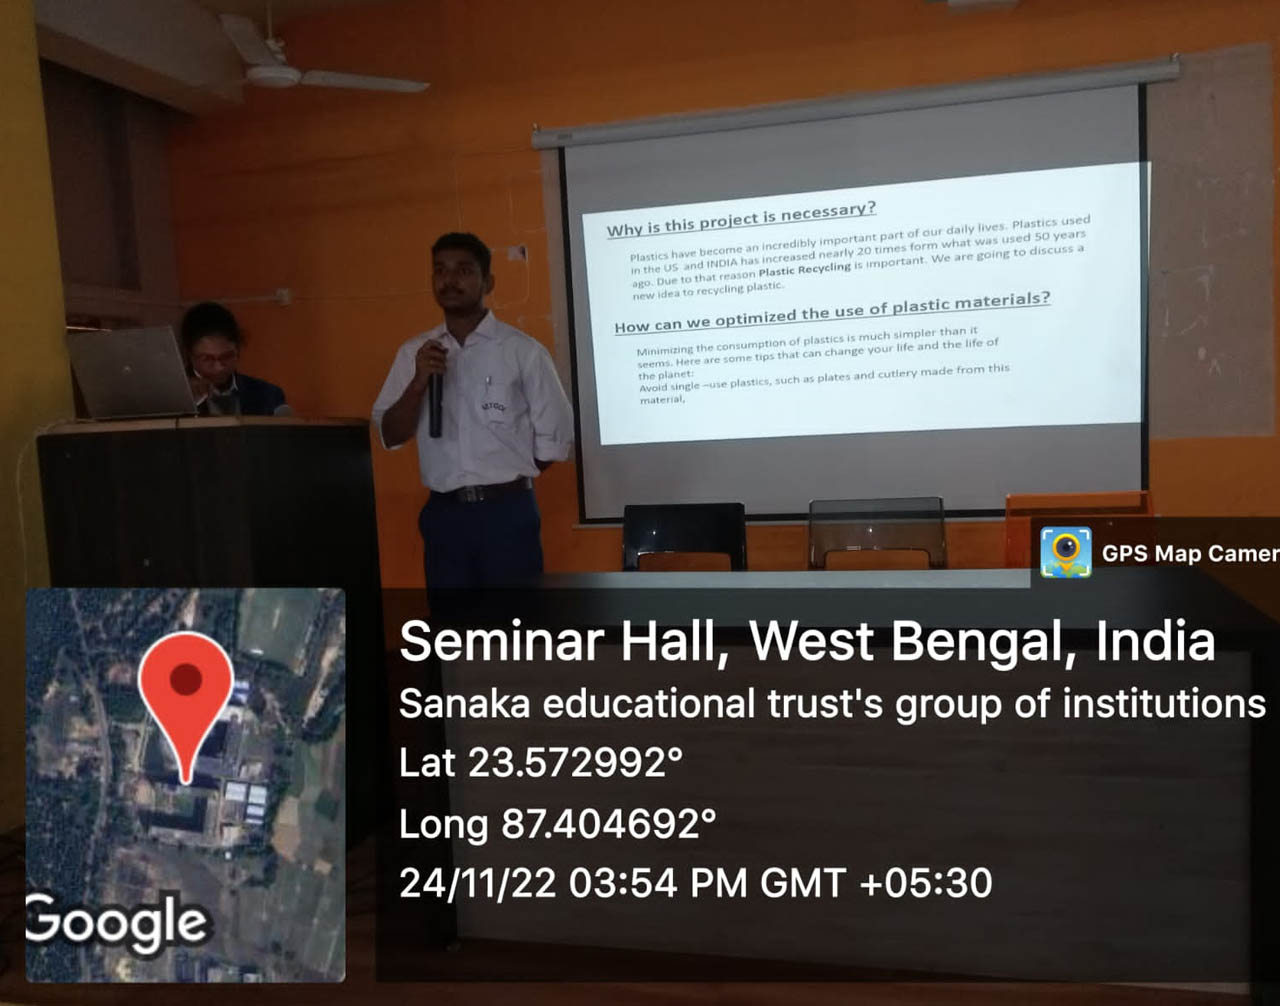 Why is this project is necessary?
Plastics have become an incredibly important part of our daily lives. Plastics used
in the US and INDIA has increased nearly 20 times form what was used 50 years
ago. Due to that reason Plastic Recycling is important. We are going to discuss a
new idea to recycling plastic.
How can we optimized the use of plastic materials?
Minimizing the consumption of plastics is much simpler than it
seems. Here are some tips that can change your life and the life of
the planet:
Avoid single –use plastics, such as plates and cutlery made from this
material,
GPS Map Camer
Seminar Hall, West Bengal, India
Sanaka educational trust's group of institutions
Lat 23.572992°
Long 87.404692°
24/11/22 03:54 PM GMT +05:30
Google